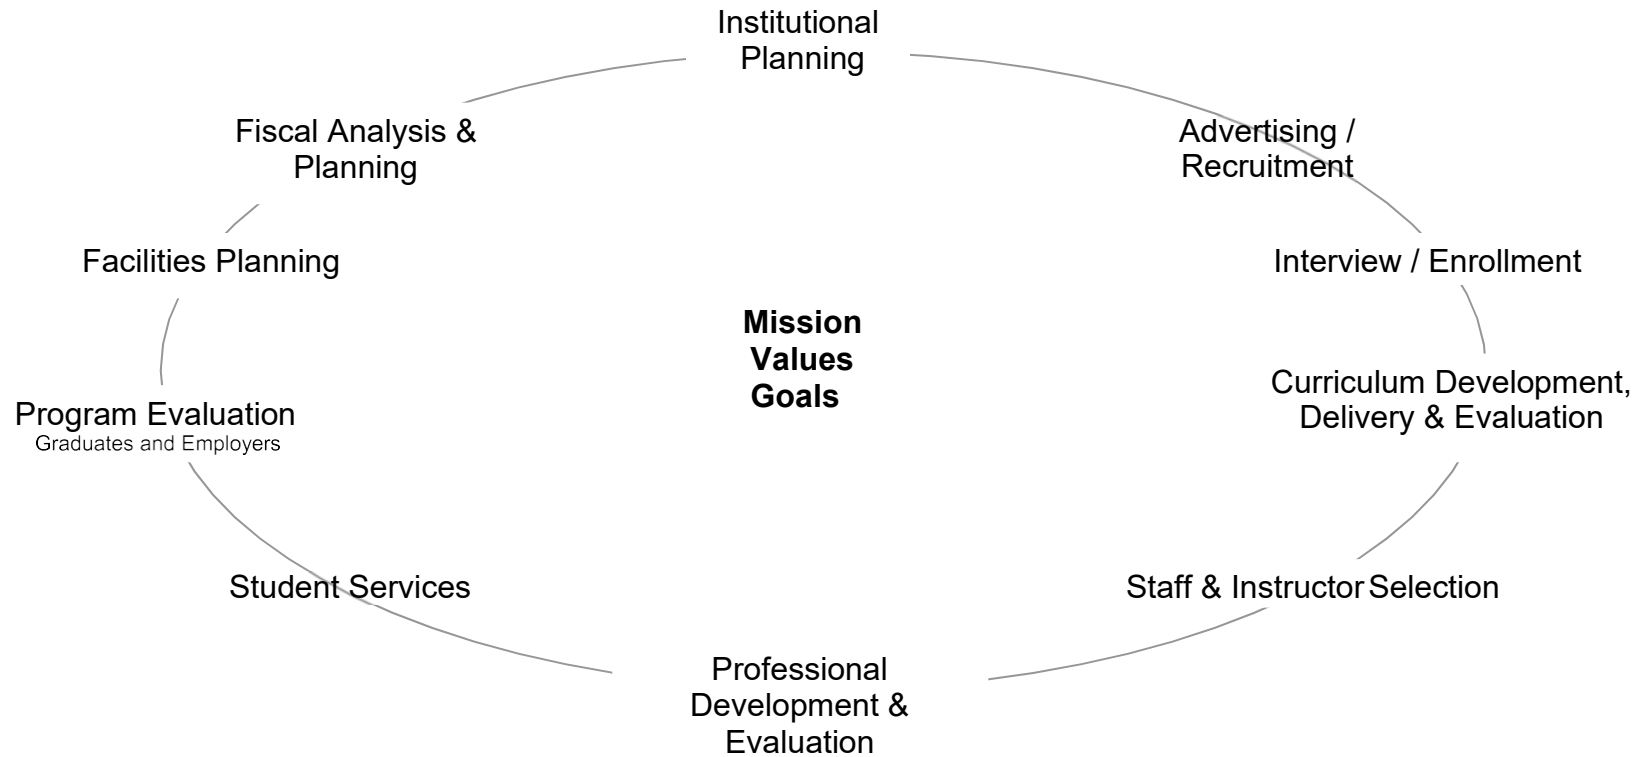 Institutional
Planning
Fiscal Analysis &
Planning
Advertising /
Recruitment
Facilities Planning
Interview / Enrollment
Mission
Values
Goals
Curriculum Development,
Delivery & Evaluation
Program Evaluation
Graduates and Employers
Student Services
Staff & Instructor Selection
Professional
Development &
Evaluation